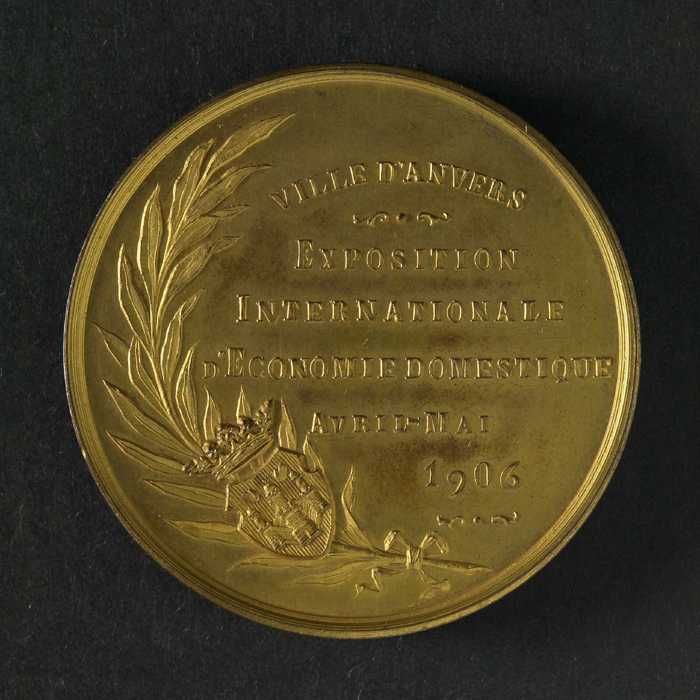 VILLE D'ANVERS
EXPOSITION
INTERNATIONALE
D'ECONOMIE DOMESTIQUE
AVRIL-MAI
1906